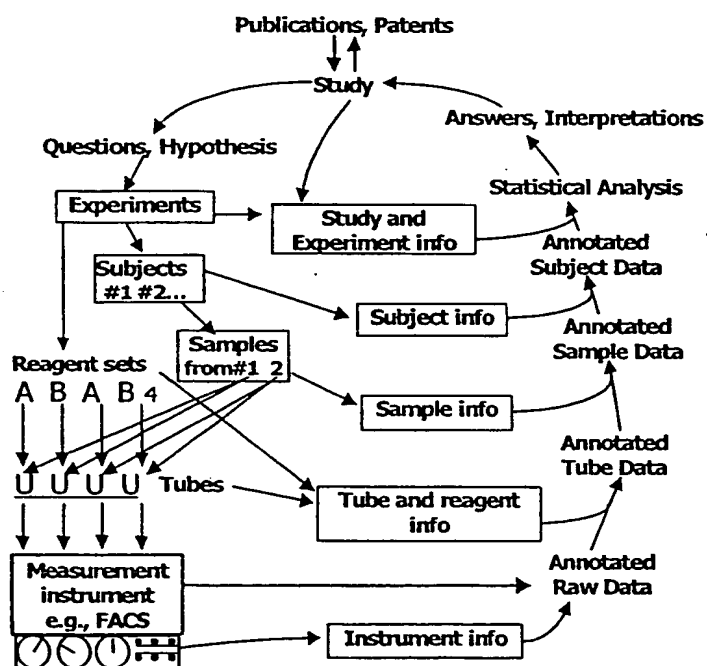 Publications, Patents
Study
Answers, Interpretations
Questions, Hypothesis
Statistical Analysis
Experiments
Study and
Experiment info
Annotated
Subject Data
Subjects
#1 #2...
Subject info
Annotated
Sample Data
Samples
from#1 2
Reagent sets
A B A B 4
Sample info
Annotated
Tube Data
U U U U Tubes
Tube and reagent
info
Annotated
Raw Data
Measurement
instrument
e.g., FACS
Instrument info